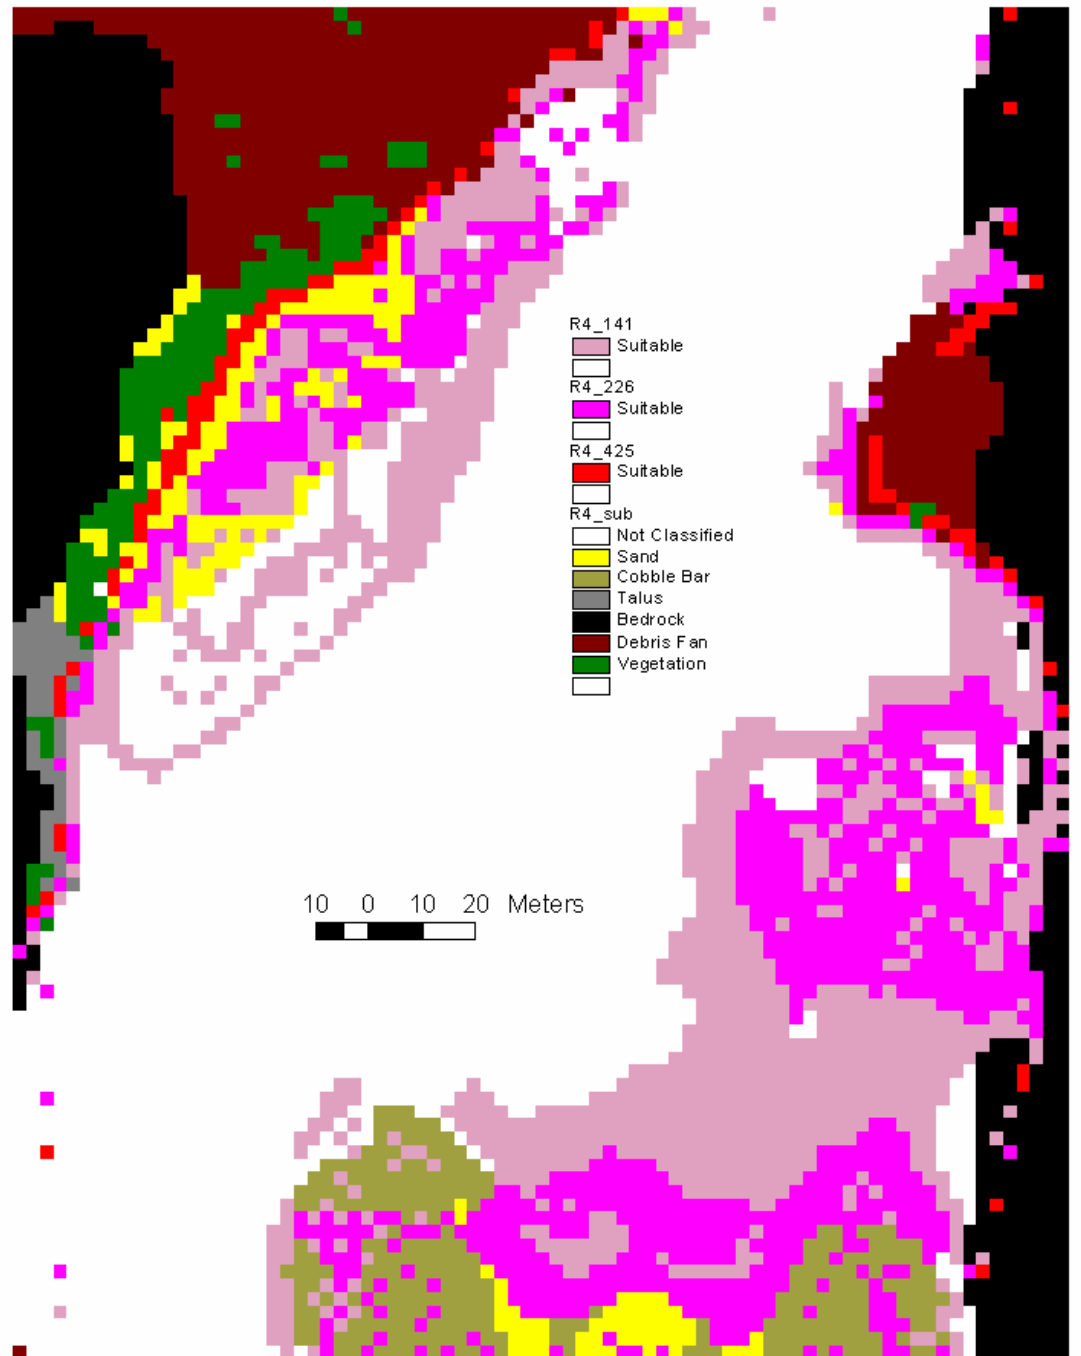 R4_141
Suitable
R4_226
Suitable
R4_425
Suitable
R4_sub
Not Classified
Sand
Cobble Bar
Talus
Bedrock
Debris Fan
Vegetation
10 0 10 20 Meters